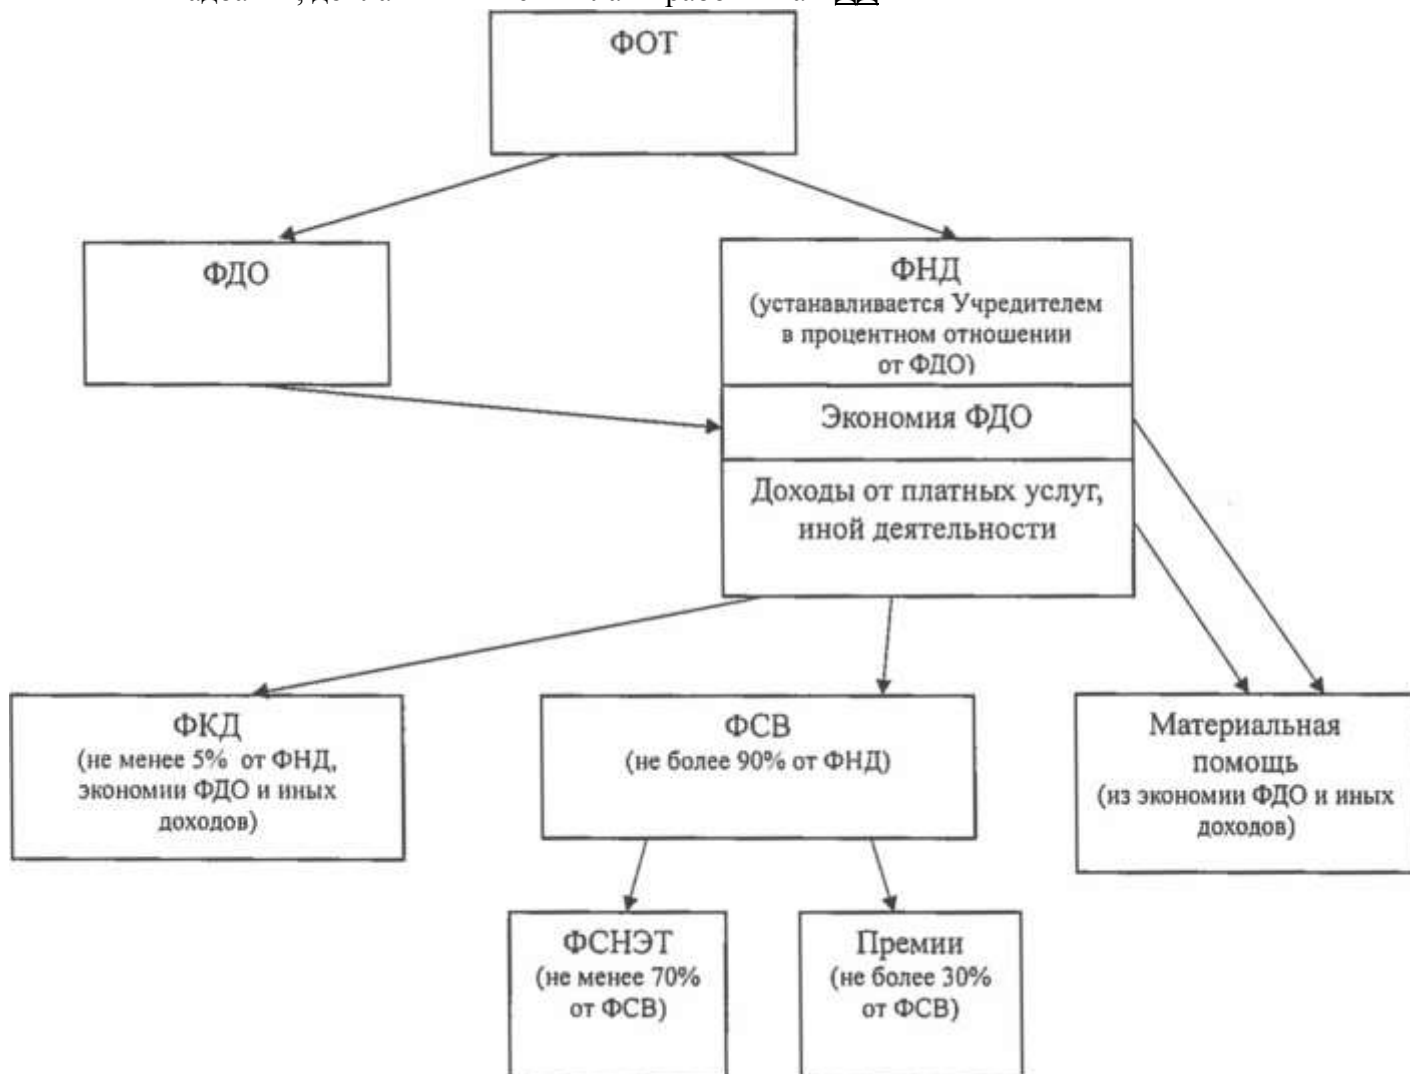 ФОТ
ФДО
ФНД
(устанавливается Учредителем
в процентном отношении
от ФДО)
Экономия ФДО
Доходы от платных услуг,
иной деятельности
ФКД
(не менее 5% от ФНД,
экономии ФДО и иных
доходов)
ФСВ
(не более 90% от ФНД)
Материальная
помощь
(из экономии ФДО и иных
доходов)
ФСНЭТ
(не менее 70%
от ФСВ)
Премии
(не более 30%
от ФСВ)